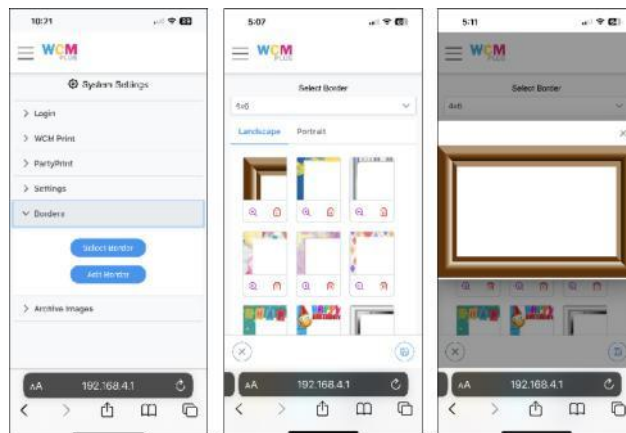 10:21
WCM
PLUS
System Settings
Login
WCM Print
PartyPrint
Settings
Borders
Select Border
Add Border
Archive Images
AA 192.168.4.1
5:07
WCM
PLUS
Select Border
4x6
Landscape Portrait
HAPPY
AA 192.168.4.1
5:11
WCM
PLUS
Select Border
4x6
HAPPY
AA 192.168.4.1